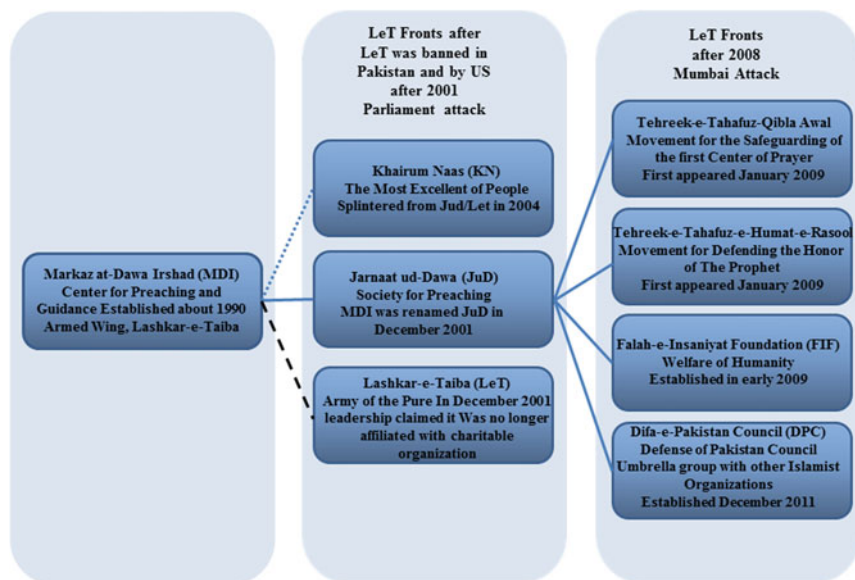 Markaz at-Dawa Irshad (MDI)
Center for Preaching and
Guidance Established about 1990
Armed Wing, Lashkar-e-Taiba
LeT Fronts after
LeT was banned in
Pakistan and by US
after 2001
Parliament attack
Khairum Naas (KN)
The Most Excellent of People
Splintered from Jud/Let in 2004
Jarnaat ud-Dawa (JuD)
Society for Preaching
MDI was renamed JuD in
December 2001
Lashkar-e-Taiba (LeT)
Army of the Pure In December 2001
leadership claimed it Was no longer
affiliated with charitable
organization
LeT Fronts
after 2008
Mumbai Attack
Tehreek-e-Tahafuz-Qibla Awal
Movement for the Safeguarding of
the first Center of Prayer
First appeared January 2009
Tehreek-e-Tahafuz-e-Humat-e-Rasool
Movement for Defending the Honor
of The Prophet
First appeared January 2009
Falah-e-Insaniyat Foundation (FIF)
Welfare of Humanity
Established in early 2009
Difa-e-Pakistan Council (DPC)
Defense of Pakistan Council
Umbrella group with other Islamist
Organizations
Established December 2011